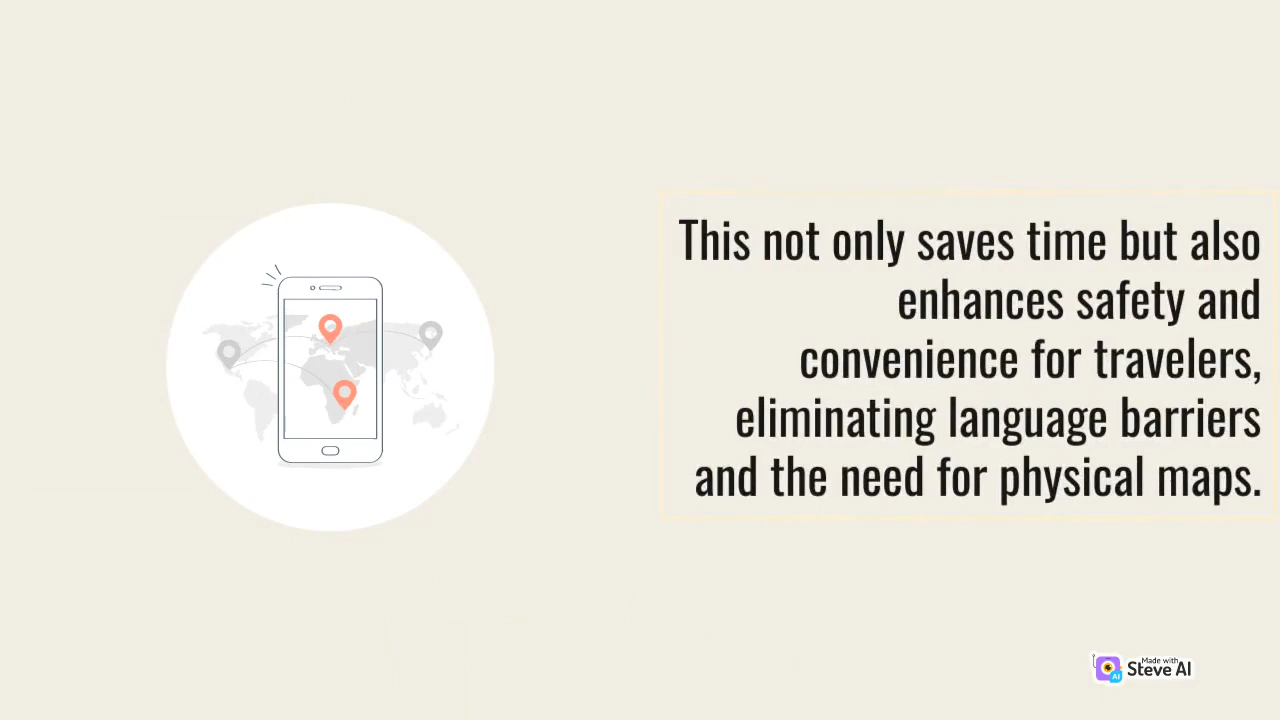 This not only saves time but also
enhances safety and
convenience for travelers,
eliminating language barriers
and the need for physical maps.
Made with
Steve AI
AI